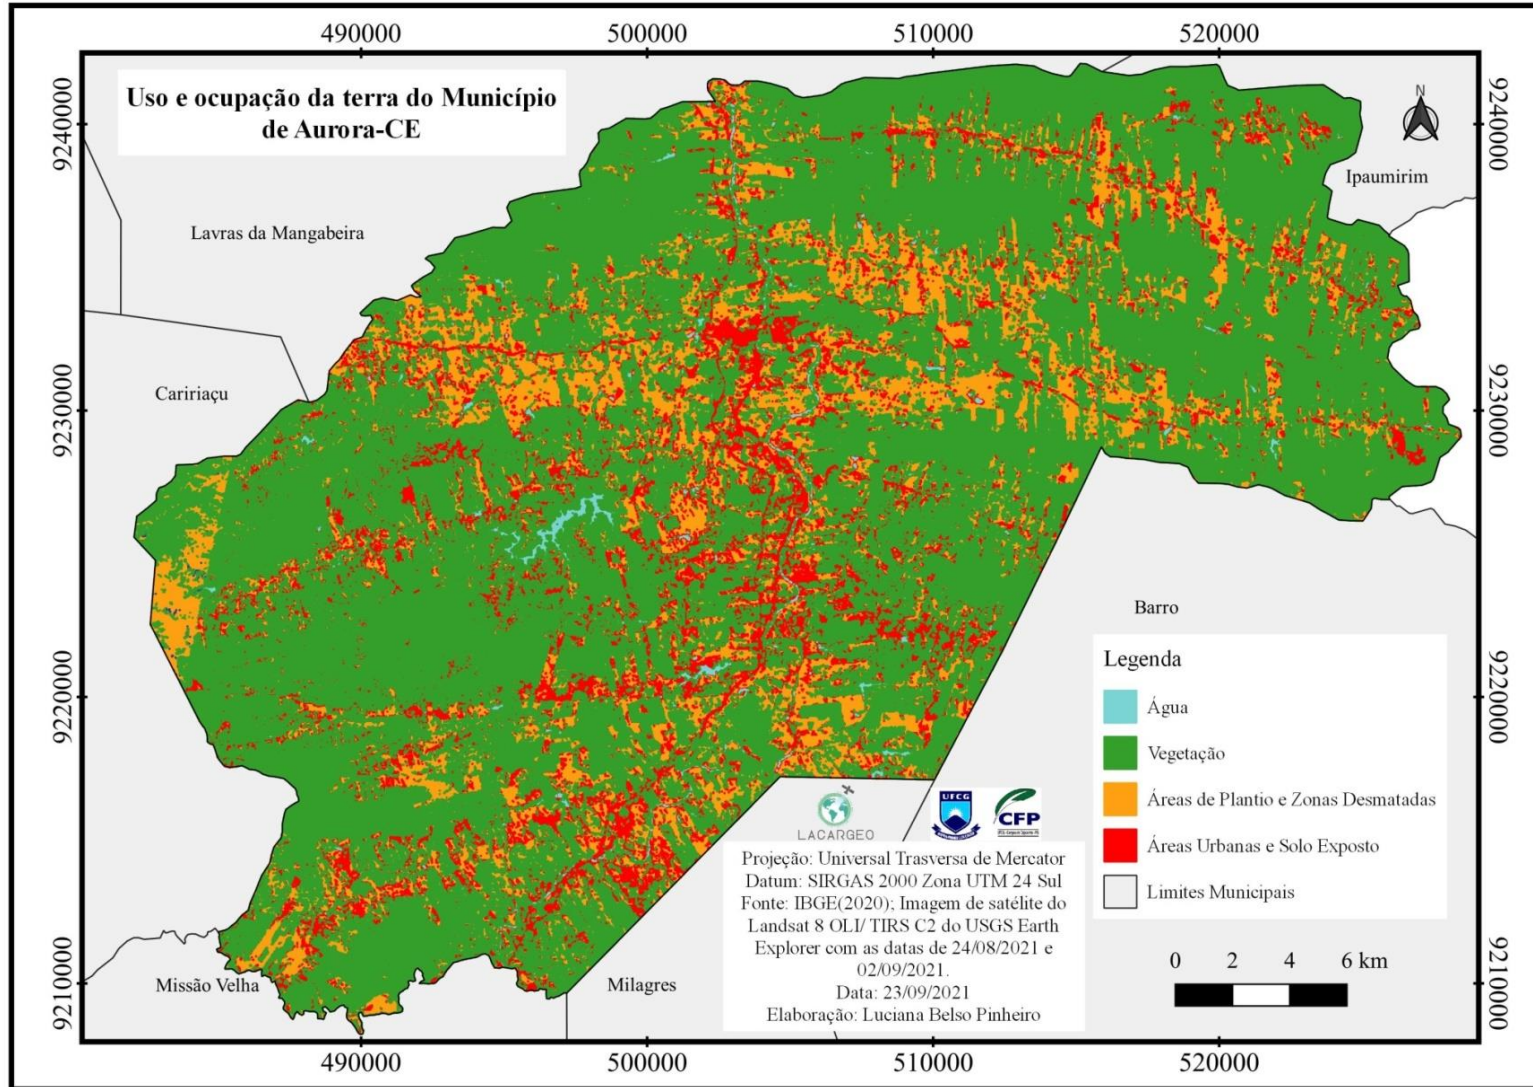 490000
500000
510000
520000
Uso e ocupação da terra do Município
de Aurora-CE
N
9240000
9240000
Ipaumirim
Lavras da Mangabeira
Caririaçu
9230000
9230000
Barro
Legenda
Água
Vegetação
Áreas de Plantio e Zonas Desmatadas
Áreas Urbanas e Solo Exposto
Limites Municipais
9220000
9220000
LACARGEO
UFCG
CFP
Projeção: Universal Trasversa de Mercator
Datum: SIRGAS 2000 Zona UTM 24 Sul
Fonte: IBGE(2020); Imagem de satélite do
Landsat 8 OLI/ TIRS C2 do USGS Earth
Explorer com as datas de 24/08/2021 e
02/09/2021.
Data: 23/09/2021
Elaboração: Luciana Belso Pinheiro
0 2 4 6 km
9210000
9210000
Missão Velha
Milagres
490000
500000
510000
520000